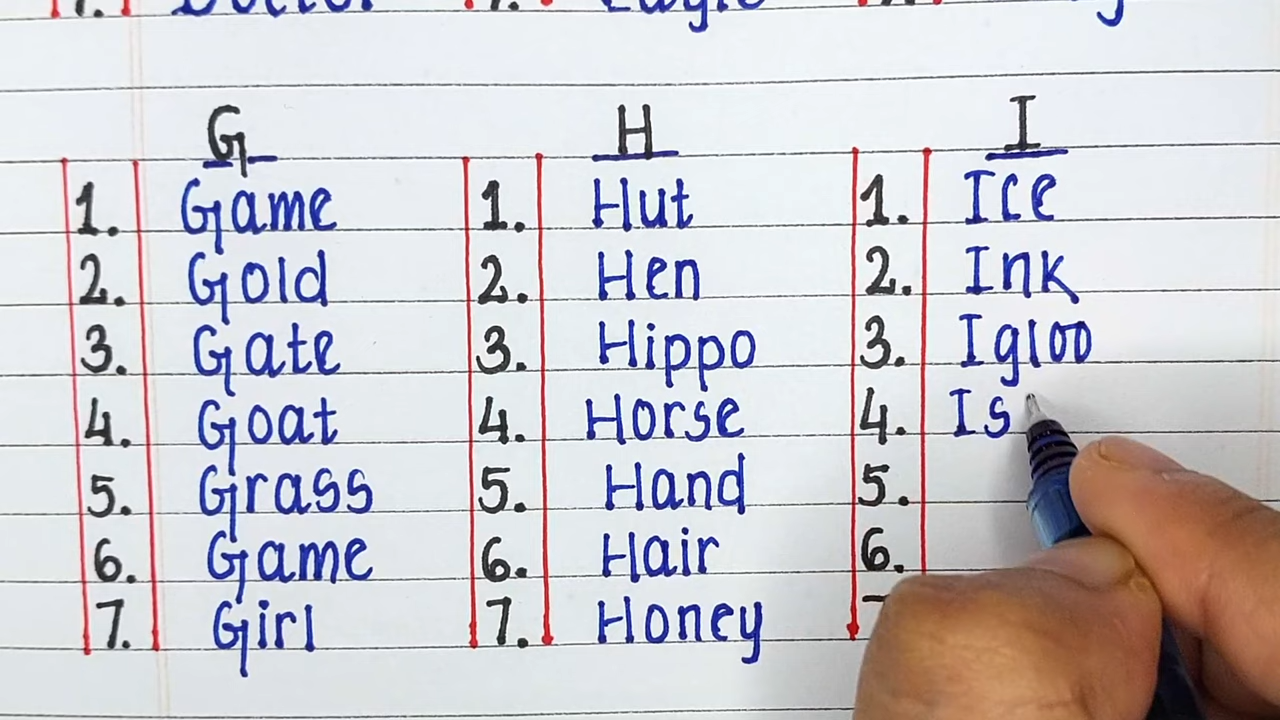 G H I
1. Game 1. Hut 1. Ice
2. Gold 2. Hen 2. Ink
3. Gate 3. Hippo 3. Igloo
4. Goat 4. Horse 4. Is
5. Grass 5. Hand 5.
6. Game 6. Hair 6.
7. Girl 7. Honey